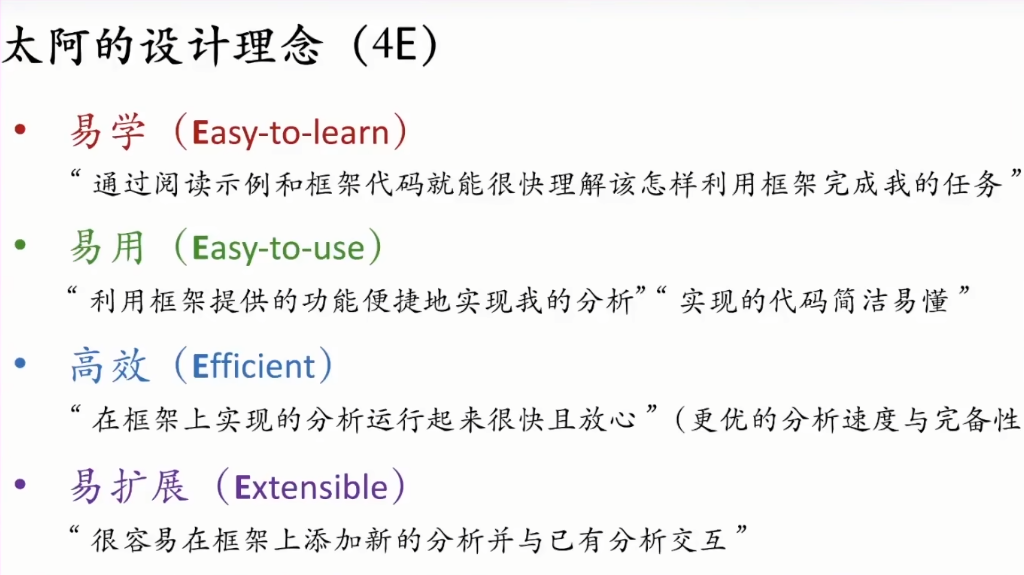 太阿的设计理念（4E）
• 易学（Easy-to-learn）
“通过阅读示例和框架代码就能很快理解该怎样利用框架完成我的任务”
• 易用（Easy-to-use）
“利用框架提供的功能便捷地实现我的分析”“实现的代码简洁易懂”
• 高效（Efficient）
“在框架上实现的分析运行起来很快且放心”（更优的分析速度与完备性
• 易扩展（Extensible）
“很容易在框架上添加新的分析并与已有分析交互”